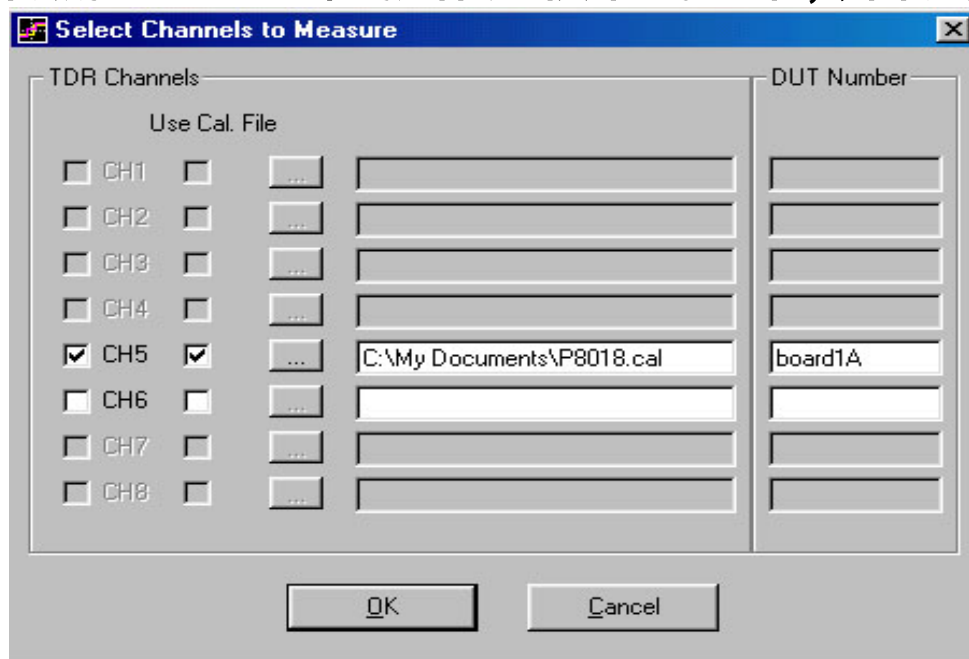 Select Channels to Measure
TDR Channels
DUT Number
Use Cal. File
CH1 ...
CH2 ...
CH3 ...
CH4 ...
CH5 ... C:\My Documents\P8018.cal board1A
CH6 ...
CH7 ...
CH8 ...
OK Cancel